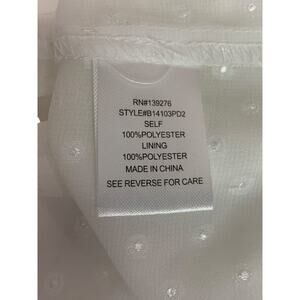 RN#139276
STYLE#B14103PD2
SELF
100%POLYESTER
LINING
100%POLYESTER
MADE IN CHINA
SEE REVERSE FOR CARE